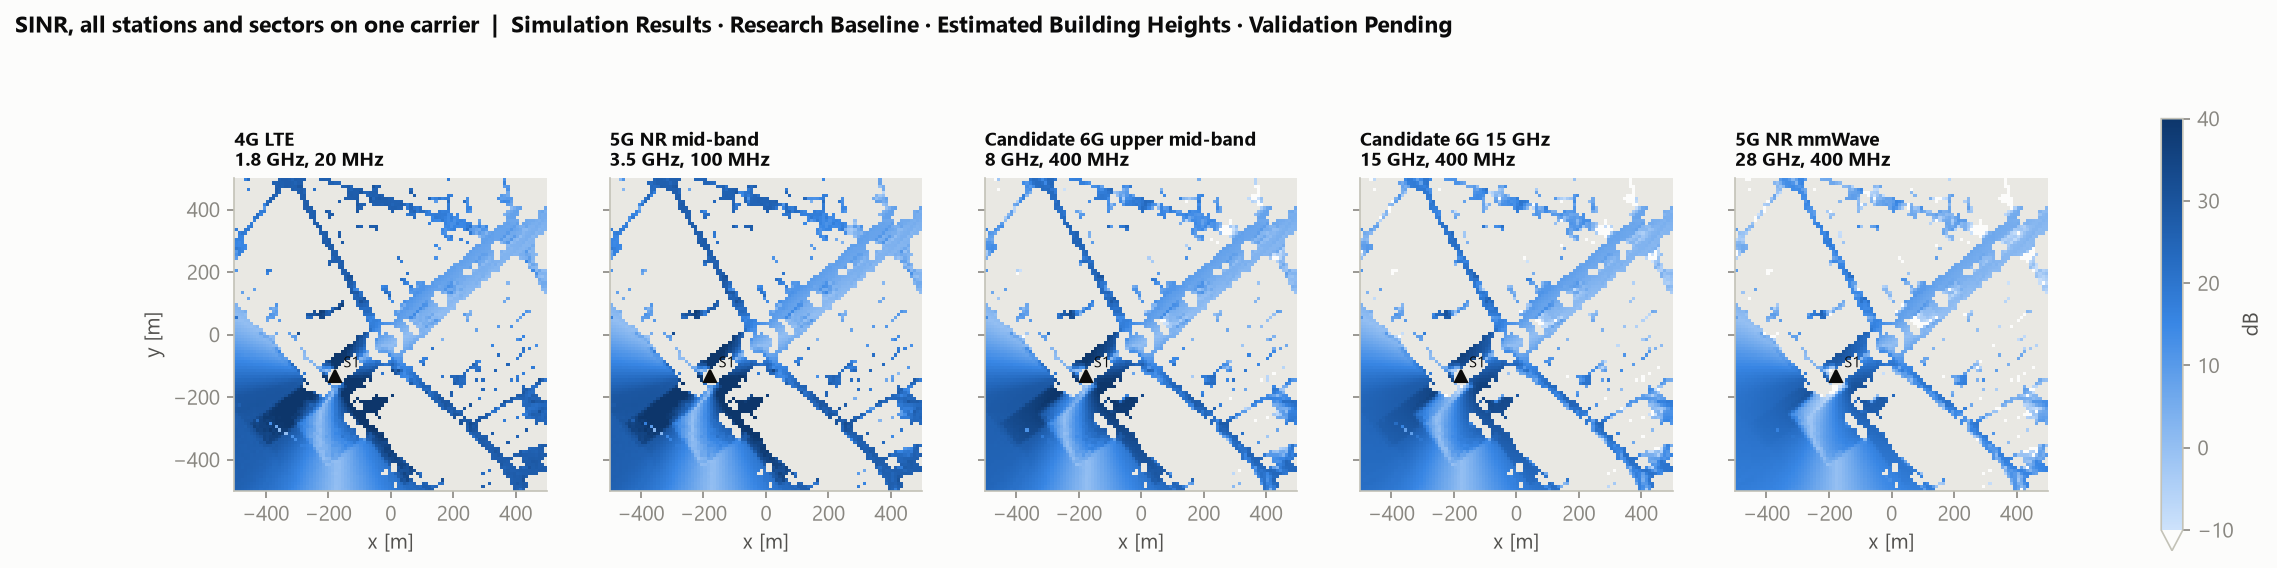 SINR, all stations and sectors on one carrier | Simulation Results · Research Baseline · Estimated Building Heights · Validation Pending
4G LTE
1.8 GHz, 20 MHz
5G NR mid-band
3.5 GHz, 100 MHz
Candidate 6G upper mid-band
8 GHz, 400 MHz
Candidate 6G 15 GHz
15 GHz, 400 MHz
5G NR mmWave
28 GHz, 400 MHz
400
200
0
−200
−400
y [m]
S1
S1
S1
S1
S1
−400 −200 0 200 400
−400 −200 0 200 400
−400 −200 0 200 400
−400 −200 0 200 400
−400 −200 0 200 400
x [m]
x [m]
x [m]
x [m]
x [m]
40
30
20
10
0
−10
dB